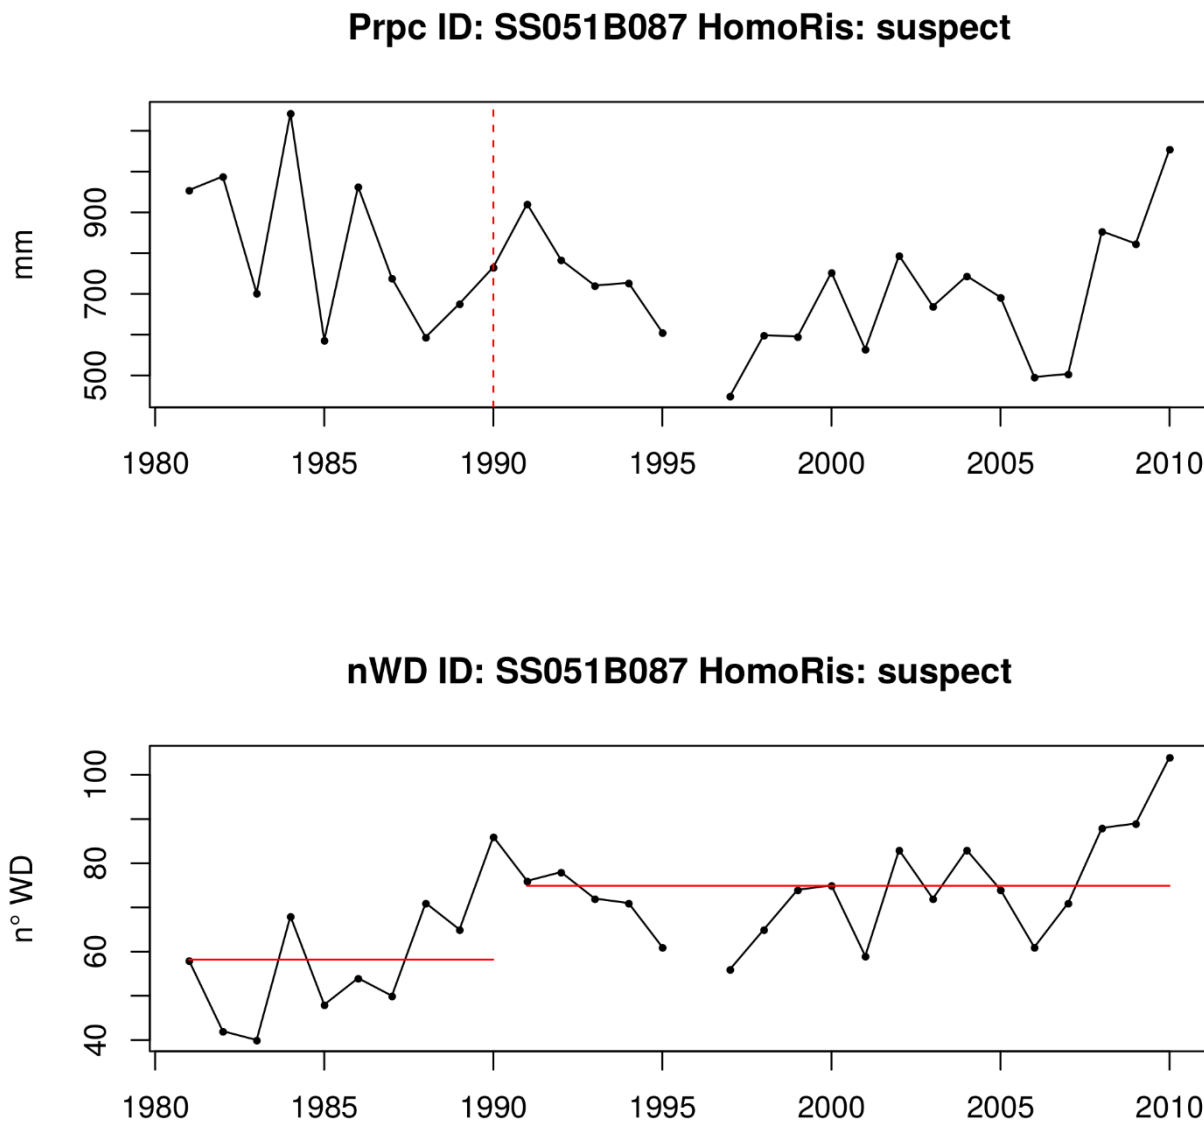 Prpc ID: SS051B087 HomoRis: suspect
mm
500 700 900
1980 1985 1990 1995 2000 2005 2010
nWD ID: SS051B087 HomoRis: suspect
n° WD
40 60 80 100
1980 1985 1990 1995 2000 2005 2010